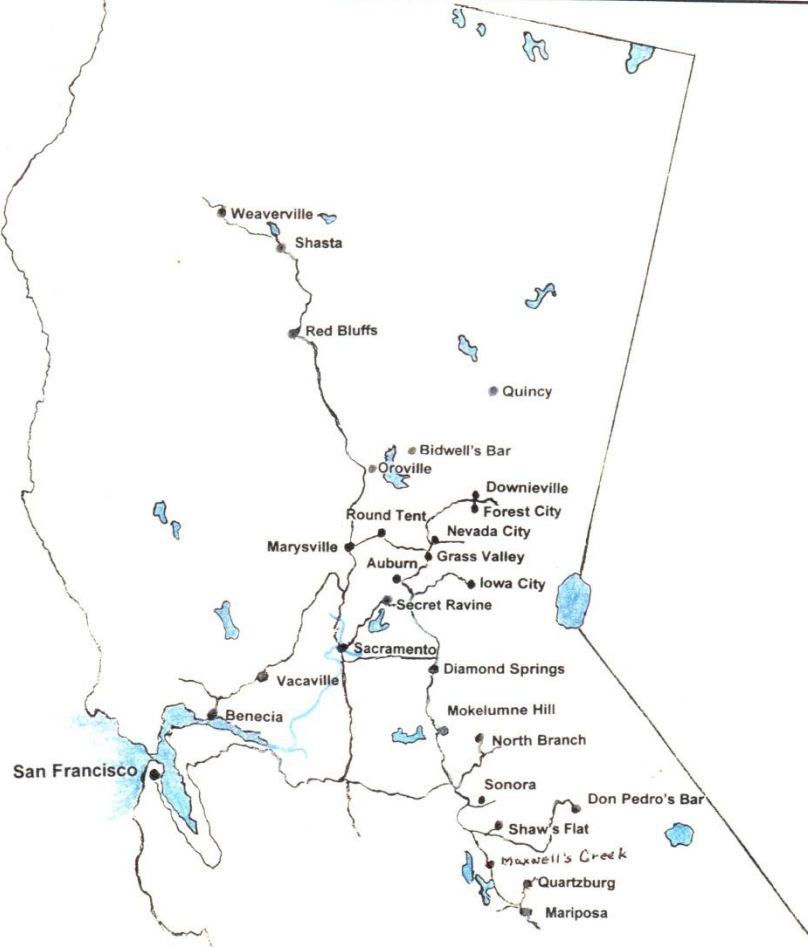 Weaverville
Shasta
Red Bluffs
Quincy
Bidwell's Bar
Oroville
Downieville
Forest City
Round Tent
Nevada City
Marysville
Grass Valley
Auburn
Iowa City
Secret Ravine
Sacramento
Diamond Springs
Vacaville
Mokelumne Hill
Benecia
North Branch
San Francisco
Sonora
Don Pedro's Bar
Shaw's Flat
Maxwell's Creek
Quartzburg
Mariposa